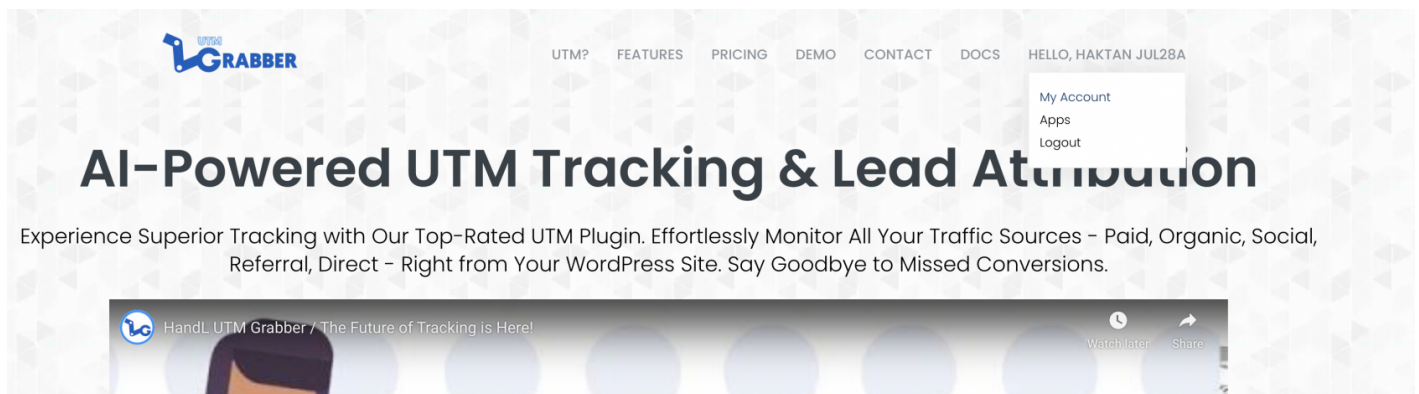 UTM
GRABBER
UTM? FEATURES PRICING DEMO CONTACT DOCS HELLO, HAKTAN JUL28A
My Account
Apps
Logout
AI-Powered UTM Tracking & Lead Attribution
Experience Superior Tracking with Our Top-Rated UTM Plugin. Effortlessly Monitor All Your Traffic Sources - Paid, Organic, Social,
Referral, Direct - Right from Your WordPress Site. Say Goodbye to Missed Conversions.
HandL UTM Grabber / The Future of Tracking is Here!
Watch later Share